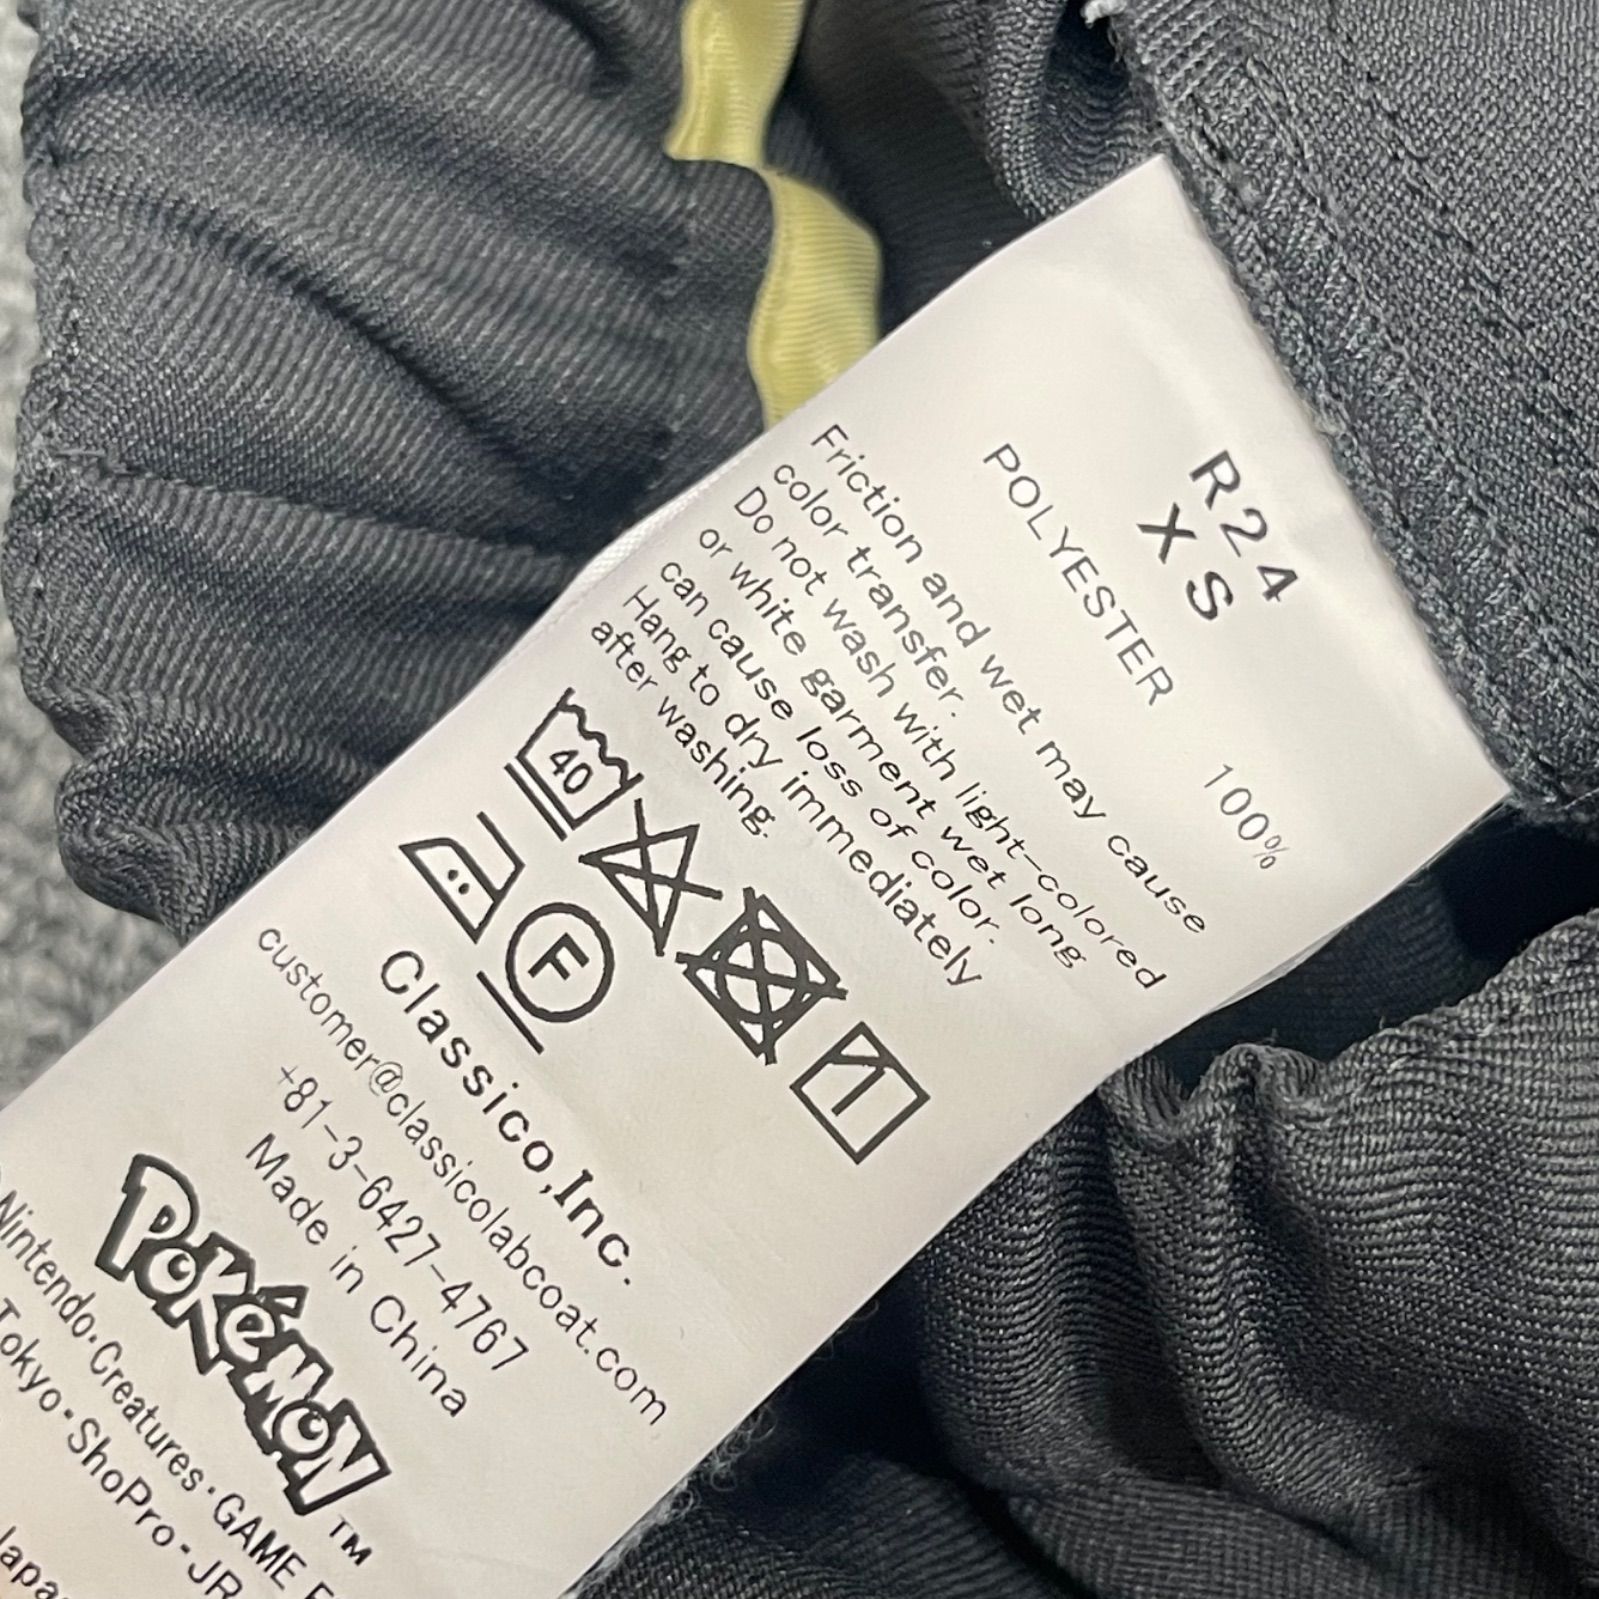 R24
XS
POLYESTER 100%
Friction and wet may cause
color transfer.
Do not wash with light-colored
or white garment wet long
can cause loss of color.
Hang to dry immediately
after washing.
40
F
Classico,Inc.
customer@classicolabcoat.com
+81-3-6427-4767
Made in China
POKéMON
TM
Nintendo・Creatures・GAME
Tokyo・ShoPro・JR